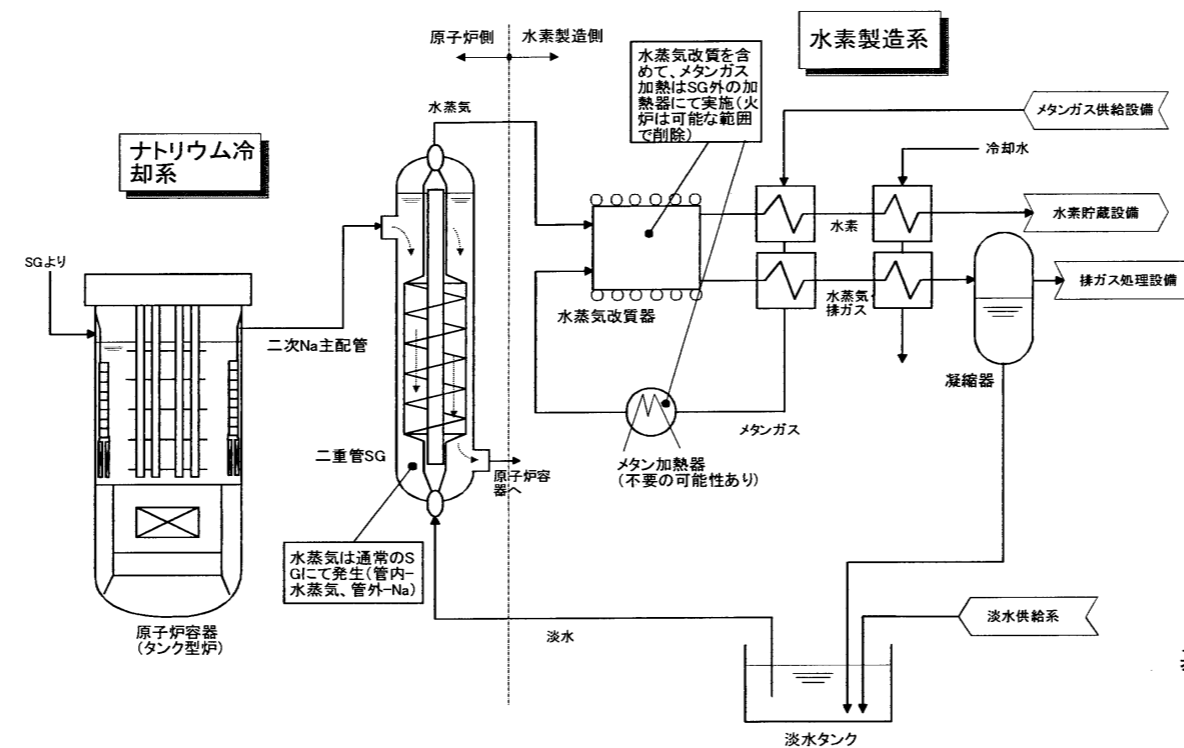 原子炉側
水素製造側
水素製造系
水蒸気改質を含
めて、メタンガス
加熱はSG外の加
熱器にて実施(火
炉は可能な範囲
で削除)
水蒸気
メタンガス供給設備
ナトリウム冷
却系
冷却水
水素貯蔵設備
水素
SGより
排ガス処理設備
水蒸気・
排ガス
水蒸気改質器
二次Na主配管
凝縮器
メタンガス
二重管SG
メタン加熱器
(不要の可能性あり)
原子炉容
器へ
水蒸気は通常のS
Gにて発生(管内-
水蒸気、管外-Na)
原子炉容器
(タンク型炉)
淡水
淡水供給系
淡水タンク